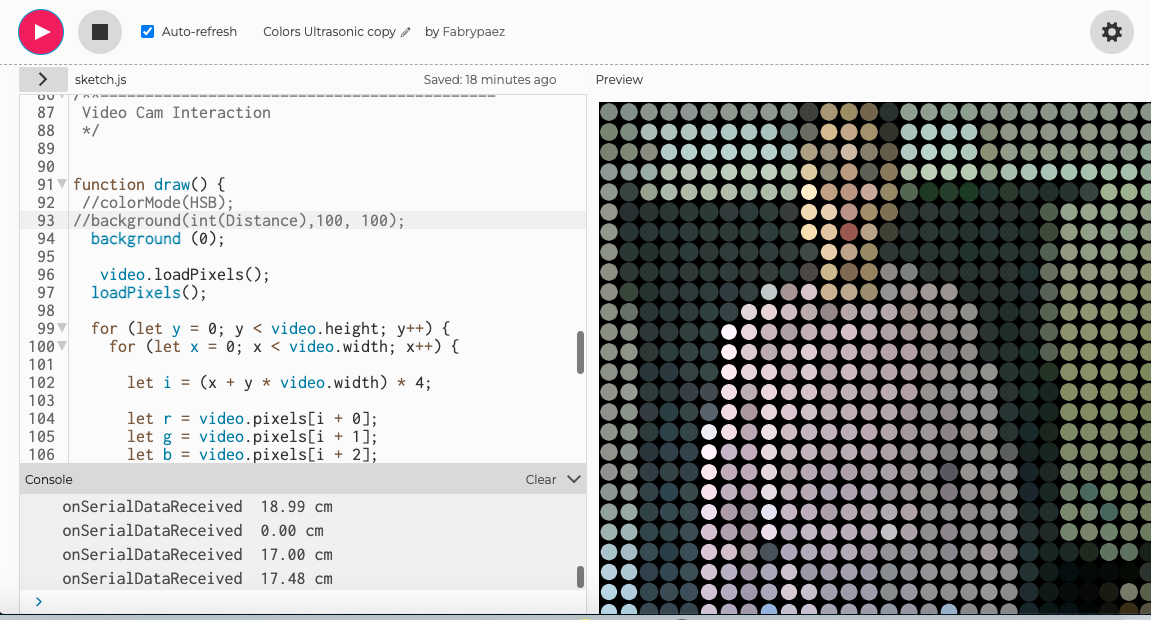 Auto-refresh Colors Ultrasonic copy by Fabrypaez
sketch.js Saved: 18 minutes ago Preview
86 /**
87 Video Cam Interaction
88 */
89
90
91 function draw() {
92 //colorMode(HSB);
93 //background(int(Distance),100, 100);
94 background (0);
95
96 video.loadPixels();
97 loadPixels();
98
99 for (let y = 0; y < video.height; y++) {
100 for (let x = 0; x < video.width; x++) {
101
102 let i = (x + y * video.width) * 4;
103
104 let r = video.pixels[i + 0];
105 let g = video.pixels[i + 1];
106 let b = video.pixels[i + 2];
Console Clear
onSerialDataReceived 18.99 cm
onSerialDataReceived 0.00 cm
onSerialDataReceived 17.00 cm
onSerialDataReceived 17.48 cm
>